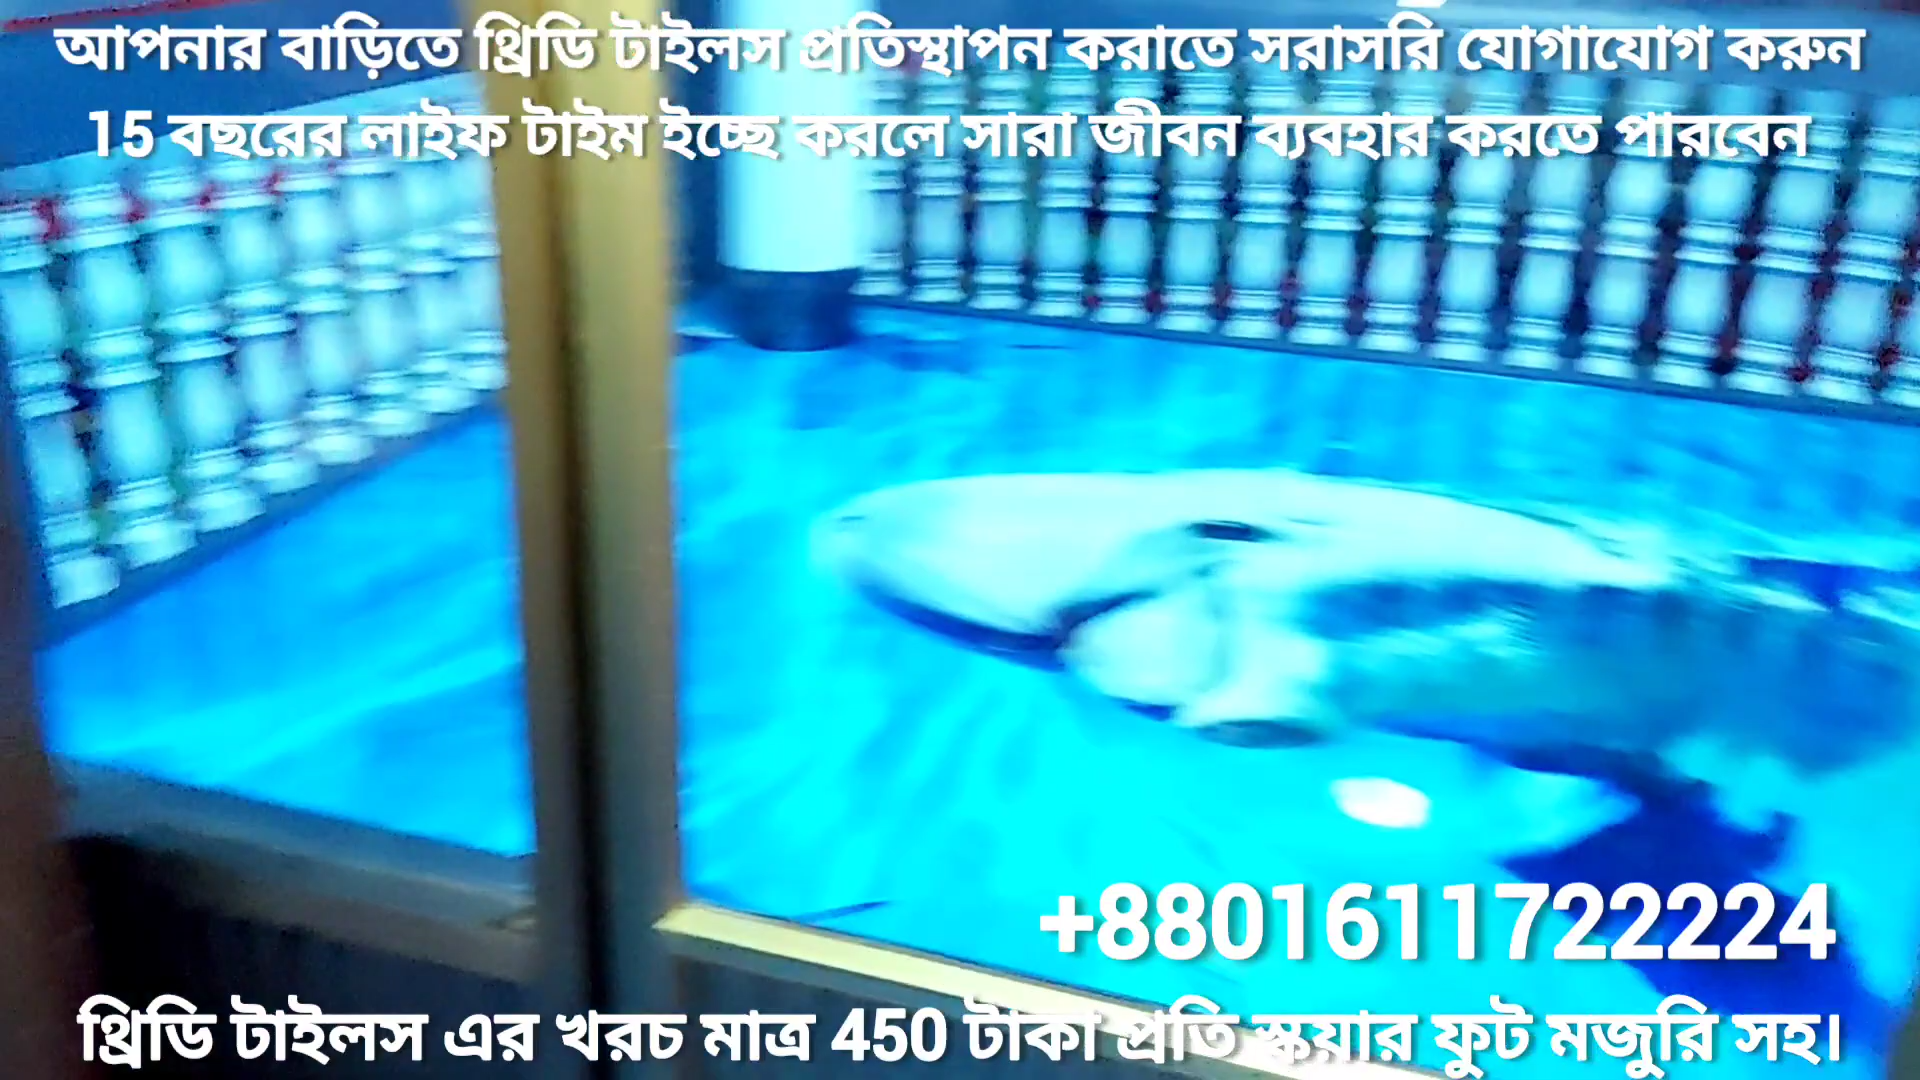 আপনার বাড়িতে থ্রিডি টাইলস প্রতিস্থাপন করাতে সরাসরি যোগাযোগ করুন
15 বছরের লাইফ টাইম ইচ্ছে করলে সারা জীবন ব্যবহার করতে পারবেন
+8801611722224
থ্রিডি টাইলস এর খরচ মাত্র 450 টাকা প্রতি স্কয়ার ফুট মজুরি সহ।